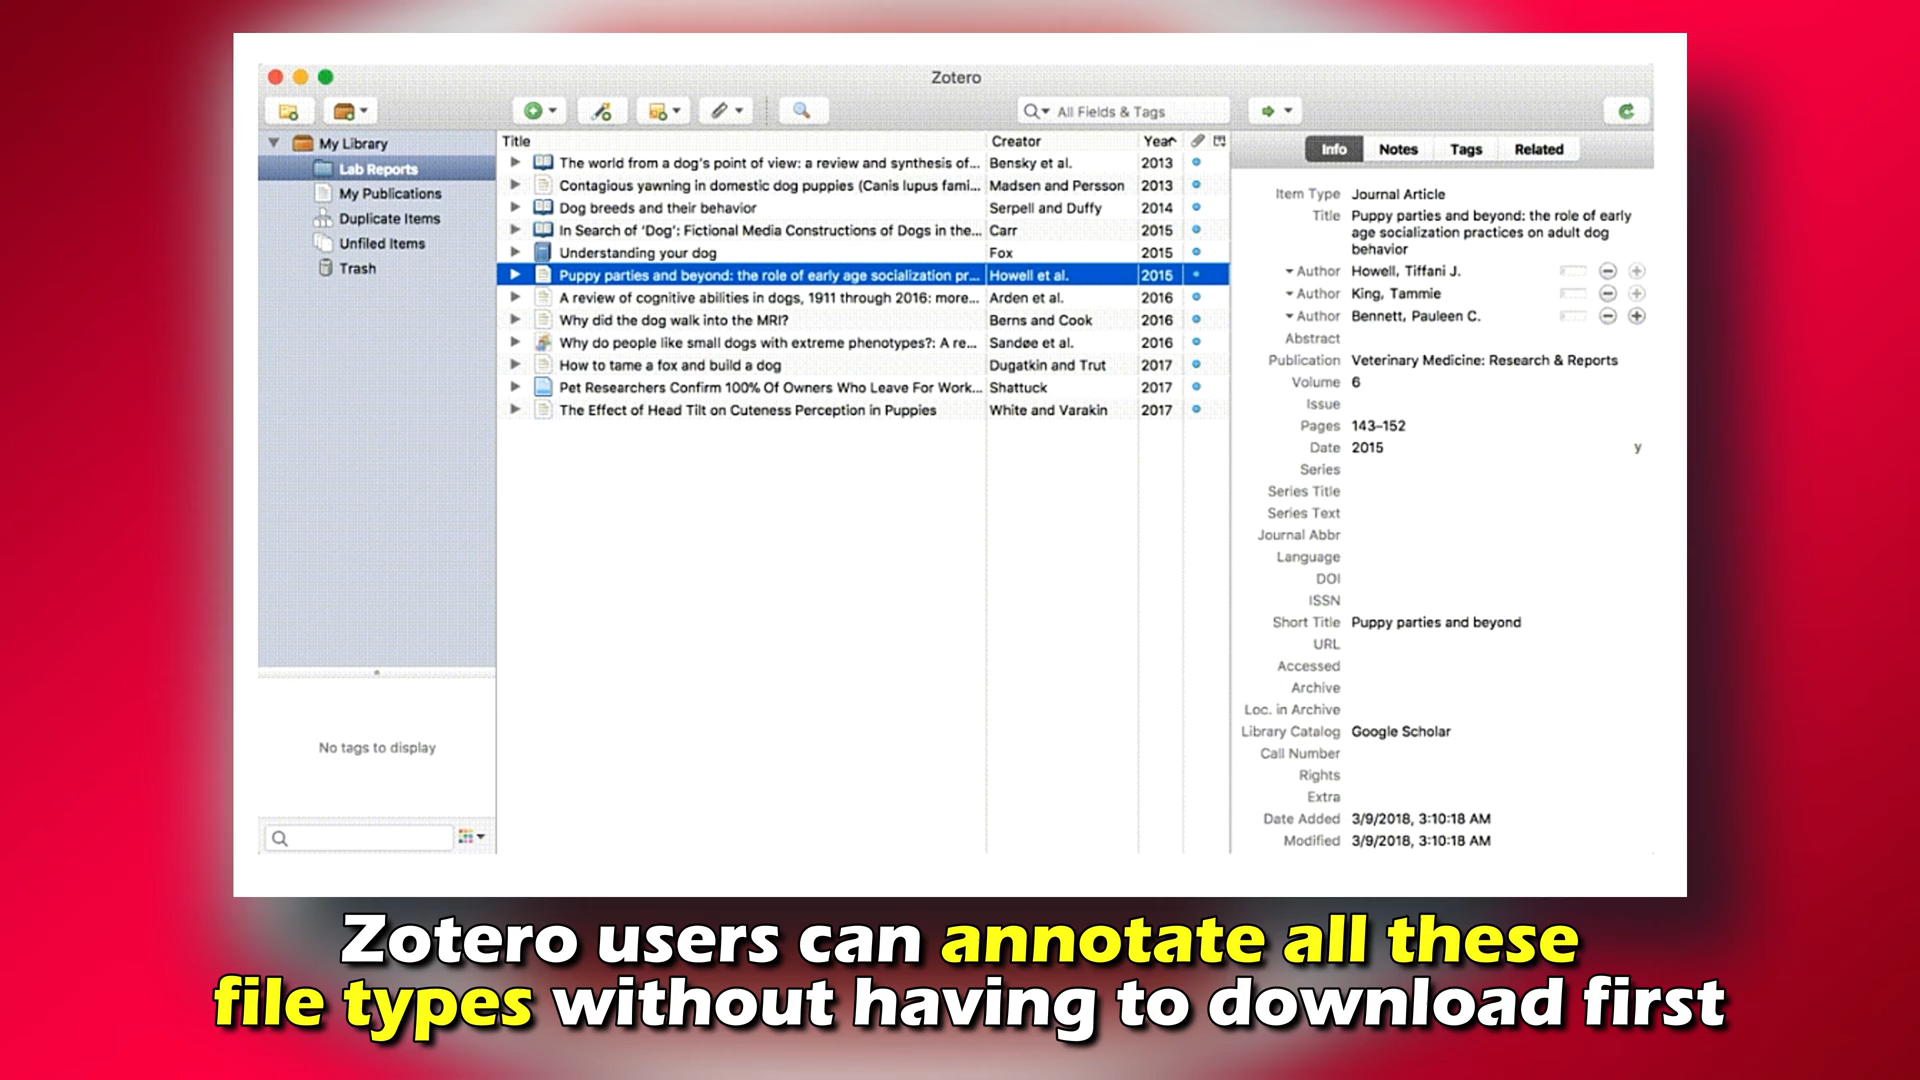 Zotero
All Fields & Tags
My Library
Lab Reports
My Publications
Duplicate Items
Unfiled Items
Trash
No tags to display
Title Creator Year
The world from a dog's point of view: a review and synthesis of... Bensky et al. 2013
Contagious yawning in domestic dog puppies (Canis lupus fami... Madsen and Persson 2013
Dog breeds and their behavior Serpell and Duffy 2014
In Search of ‘Dog’: Fictional Media Constructions of Dogs in the... Carr 2015
Understanding your dog Fox 2015
Puppy parties and beyond: the role of early age socialization pr... Howell et al. 2015
A review of cognitive abilities in dogs, 1911 through 2016: more... Arden et al. 2016
Why did the dog walk into the MRI? Berns and Cook 2016
Why do people like small dogs with extreme phenotypes?: A re... Sandøe et al. 2016
How to tame a fox and build a dog Dugatkin and Trut 2017
Pet Researchers Confirm 100% Of Owners Who Leave For Work... Shattuck 2017
The Effect of Head Tilt on Cuteness Perception in Puppies White and Varakin 2017
Info Notes Tags Related
Item Type Journal Article
Title Puppy parties and beyond: the role of early
age socialization practices on adult dog
behavior
Author Howell, Tiffani J.
Author King, Tammie
Author Bennett, Pauleen C.
Abstract
Publication Veterinary Medicine: Research & Reports
Volume 6
Issue
Pages 143–152
Date 2015 y
Series
Series Title
Series Text
Journal Abbr
Language
DOI
ISSN
Short Title Puppy parties and beyond
URL
Accessed
Archive
Loc. in Archive
Library Catalog Google Scholar
Call Number
Rights
Extra
Date Added 3/9/2018, 3:10:18 AM
Modified 3/9/2018, 3:10:18 AM
Zotero users can annotate all these
file types without having to download first